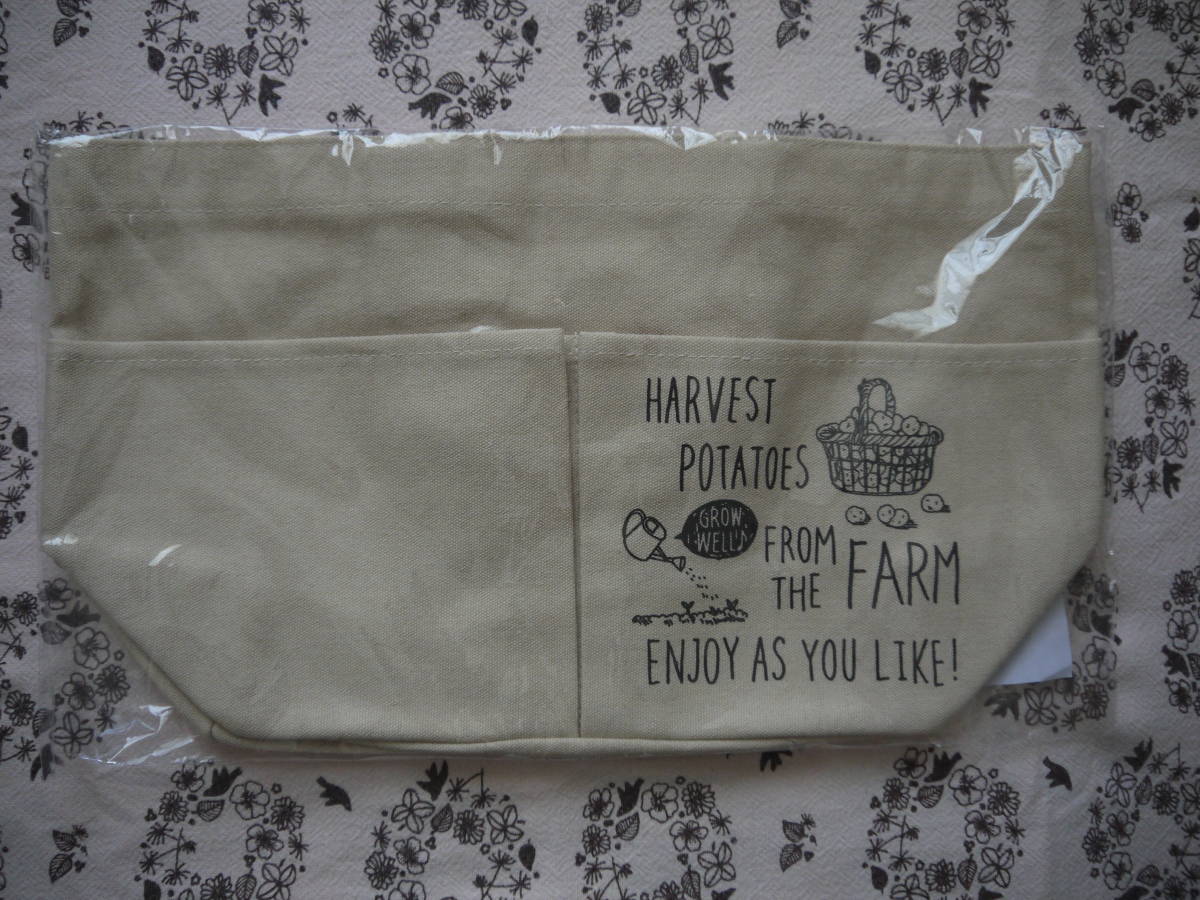 HARVEST
POTATOES
GROW
WELL
FROM
THE FARM
ENJOY AS YOU LIKE!